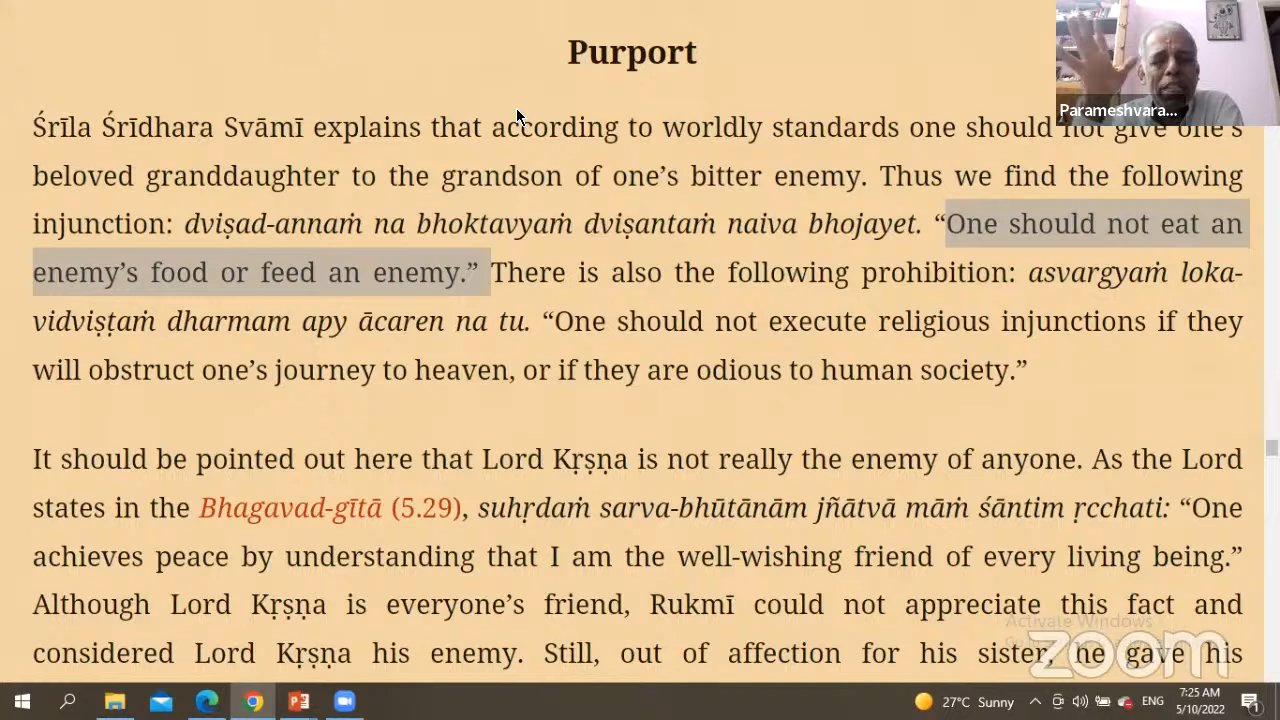 Purport
Parameshvara...
Śrīla Śrīdhara Svāmī explains that according to worldly standards one should not give one's
beloved granddaughter to the grandson of one’s bitter enemy. Thus we find the following
injunction: dviṣad-annaṁ na bhoktavyaṁ dviṣantaṁ naiva bhojayet. “One should not eat an
enemy’s food or feed an enemy.” There is also the following prohibition: asvargyaṁ loka-
vidviṣṭaṁ dharmam apy ācaren na tu. “One should not execute religious injunctions if they
will obstruct one’s journey to heaven, or if they are odious to human society.”
It should be pointed out here that Lord Kṛṣṇa is not really the enemy of anyone. As the Lord
states in the Bhagavad-gītā (5.29), suhṛdaṁ sarva-bhūtānām jñātvā māṁ śāntim ṛcchati: “One
achieves peace by understanding that I am the well-wishing friend of every living being.”
Although Lord Kṛṣṇa is everyone’s friend, Rukmī could not appreciate this fact and
considered Lord Kṛṣṇa his enemy. Still, out of affection for his sister, he gave his
Activate Windows
zoom
27°C Sunny
ENG
7:25 AM
5/10/2022
1